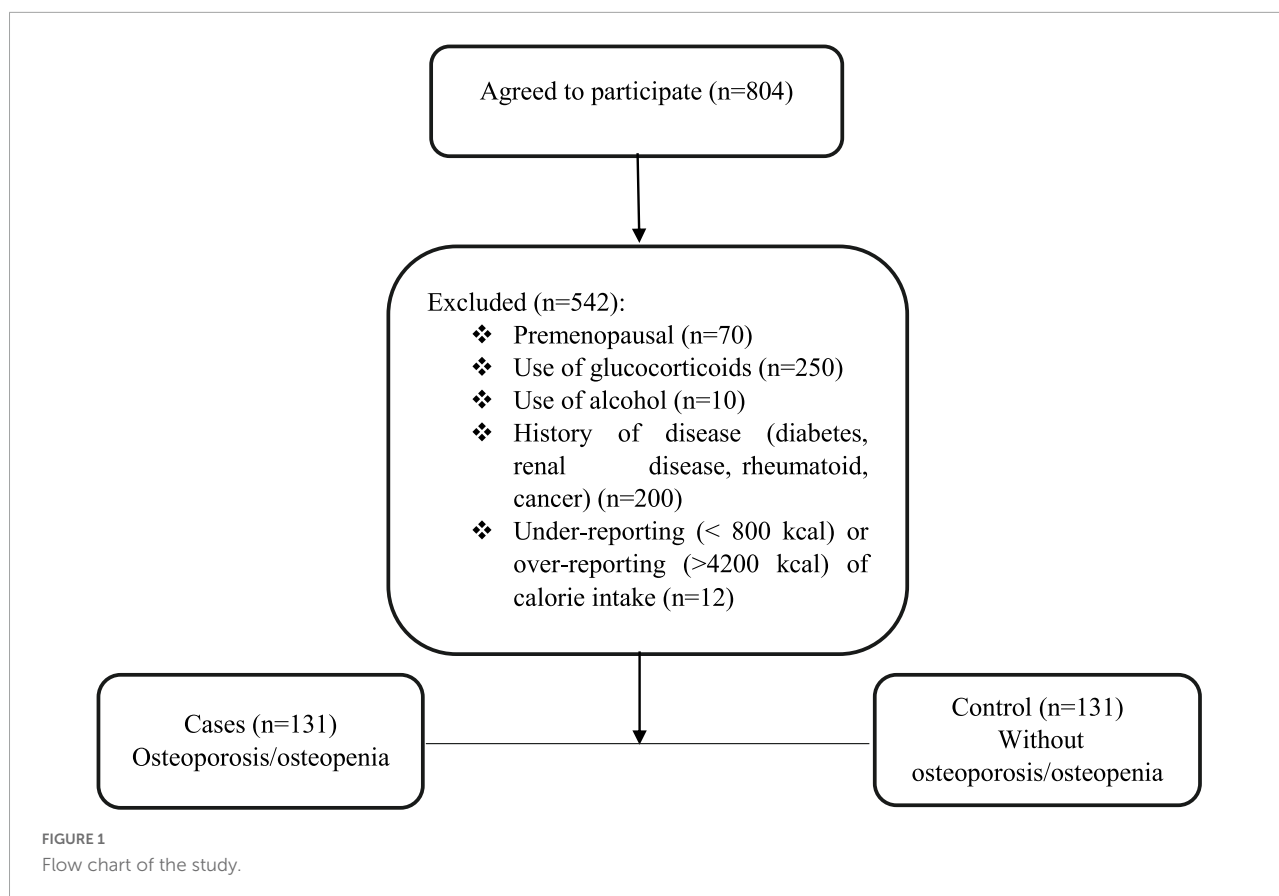 Agreed to participate (n=804)
Excluded (n=542):
❖ Premenopausal (n=70)
❖ Use of glucocorticoids (n=250)
❖ Use of alcohol (n=10)
❖ History of disease (diabetes,
renal disease, rheumatoid,
cancer) (n=200)
❖ Under-reporting (< 800 kcal) or
over-reporting (>4200 kcal) of
calorie intake (n=12)
Cases (n=131)
Osteoporosis/osteopenia
Control (n=131)
Without
osteoporosis/osteopenia
FIGURE 1
Flow chart of the study.